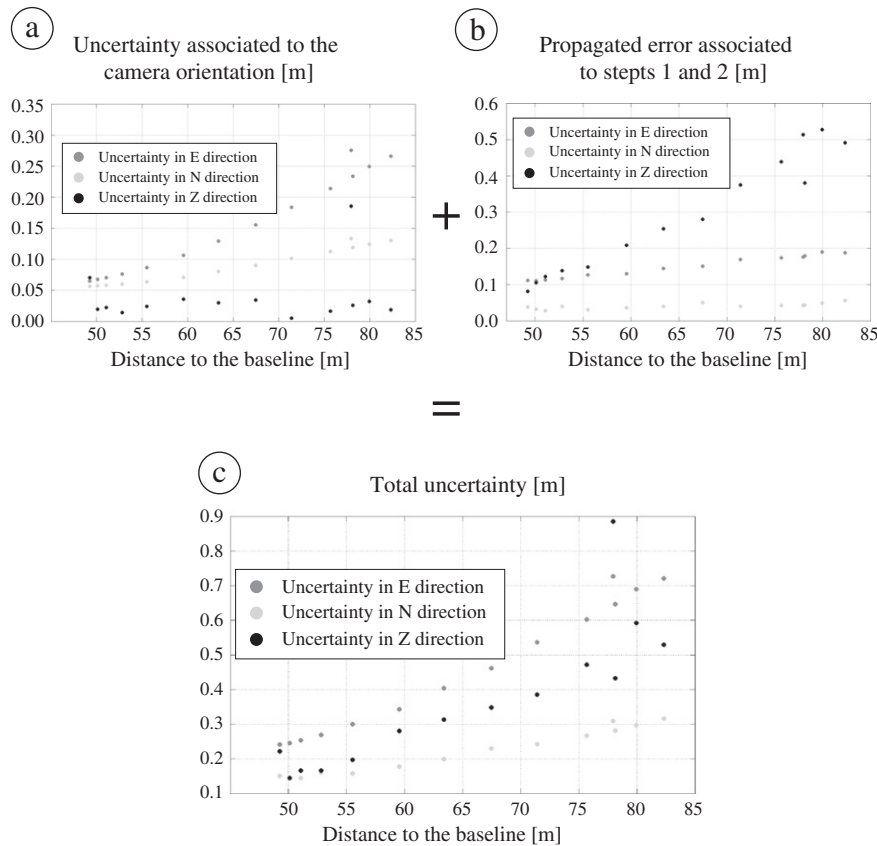 a
Uncertainty associated to the
camera orientation [m]
0.35
0.30
0.25
0.20
0.15
0.10
0.05
0.00
Uncertainty in E direction
Uncertainty in N direction
Uncertainty in Z direction
50 55 60 65 70 75 80 85
Distance to the baseline [m]
+
b
Propagated error associated
to stepts 1 and 2 [m]
0.6
0.5
0.4
0.3
0.2
0.1
0.0
Uncertainty in E direction
Uncertainty in N direction
Uncertainty in Z direction
50 55 60 65 70 75 80 85
Distance to the baseline [m]
=
c
Total uncertainty [m]
0.9
0.8
0.7
0.6
0.5
0.4
0.3
0.2
0.1
Uncertainty in E direction
Uncertainty in N direction
Uncertainty in Z direction
50 55 60 65 70 75 80 85
Distance to the baseline [m]